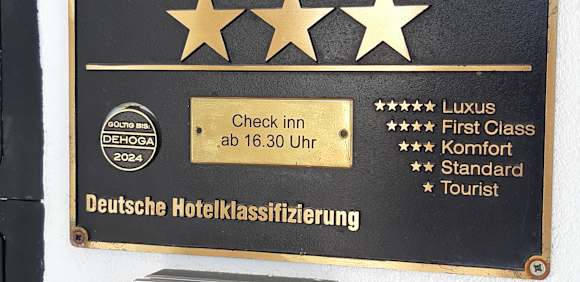 GÜLTIG BIS:
DEHOGA
2024
Check inn
ab 16.30 Uhr
★★★★★ Luxus
★★★★ First Class
★★★ Komfort
★★ Standard
★ Tourist
Deutsche Hotelklassifizierung